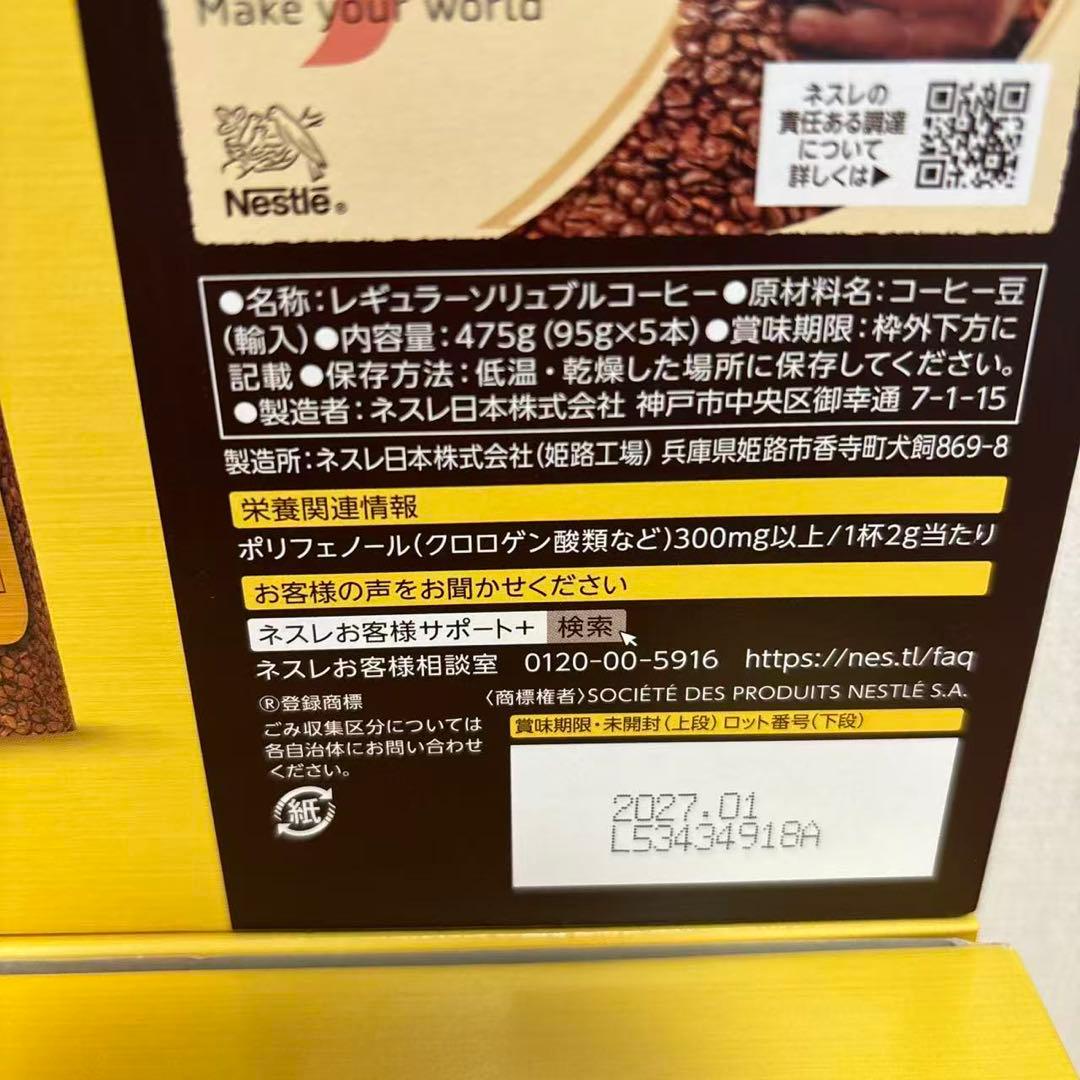 Make your world
Nestlé®
ネスレの
責任ある調達
について
詳しくは▶
●名称：レギュラーソリュブルコーヒー●原材料名：コーヒー豆
(輸入)●内容量：475g (95g×5本)●賞味期限：枠外下方に
記載●保存方法：低温・乾燥した場所に保存してください。
●製造者：ネスレ日本株式会社 神戸市中央区御幸通 7-1-15
製造所：ネスレ日本株式会社(姫路工場) 兵庫県姫路市香寺町犬飼869-8
栄養関連情報
ポリフェノール(クロロゲン酸類など)300mg以上/1杯2g当たり
お客様の声をお聞かせください
ネスレお客様サポート+ 検索
ネスレお客様相談室 0120-00-5916 https://nes.tl/faq
®登録商標 〈商標権者〉SOCIÉTÉ DES PRODUITS NESTLÉ S.A.
ごみ収集区分については
各自治体にお問い合わせ
ください。
紙
賞味期限・未開封(上段) ロット番号(下段)
2027.01
L53434918A